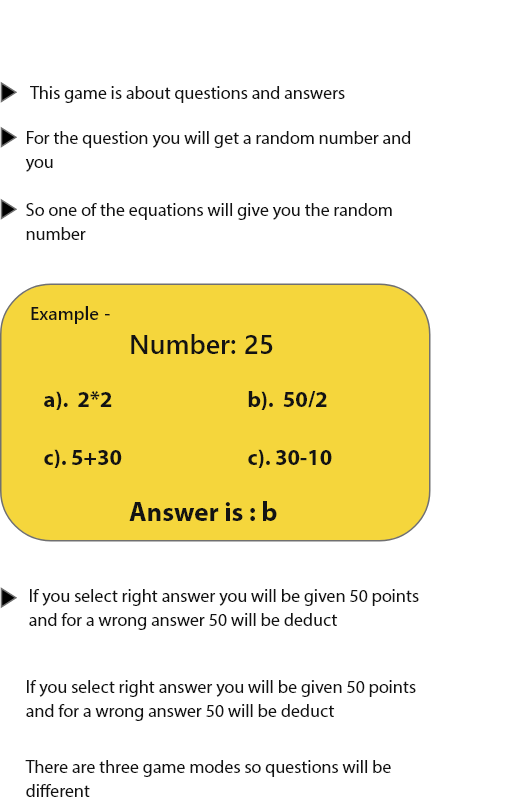 This game is about questions and answers
For the question you will get a random number and
you
So one of the equations will give you the random
number
Example -
Number: 25
a). 2*2
b). 50/2
c). 5+30
c). 30-10
Answer is : b
If you select right answer you will be given 50 points
and for a wrong answer 50 will be deduct
If you select right answer you will be given 50 points
and for a wrong answer 50 will be deduct
There are three game modes so questions will be
different